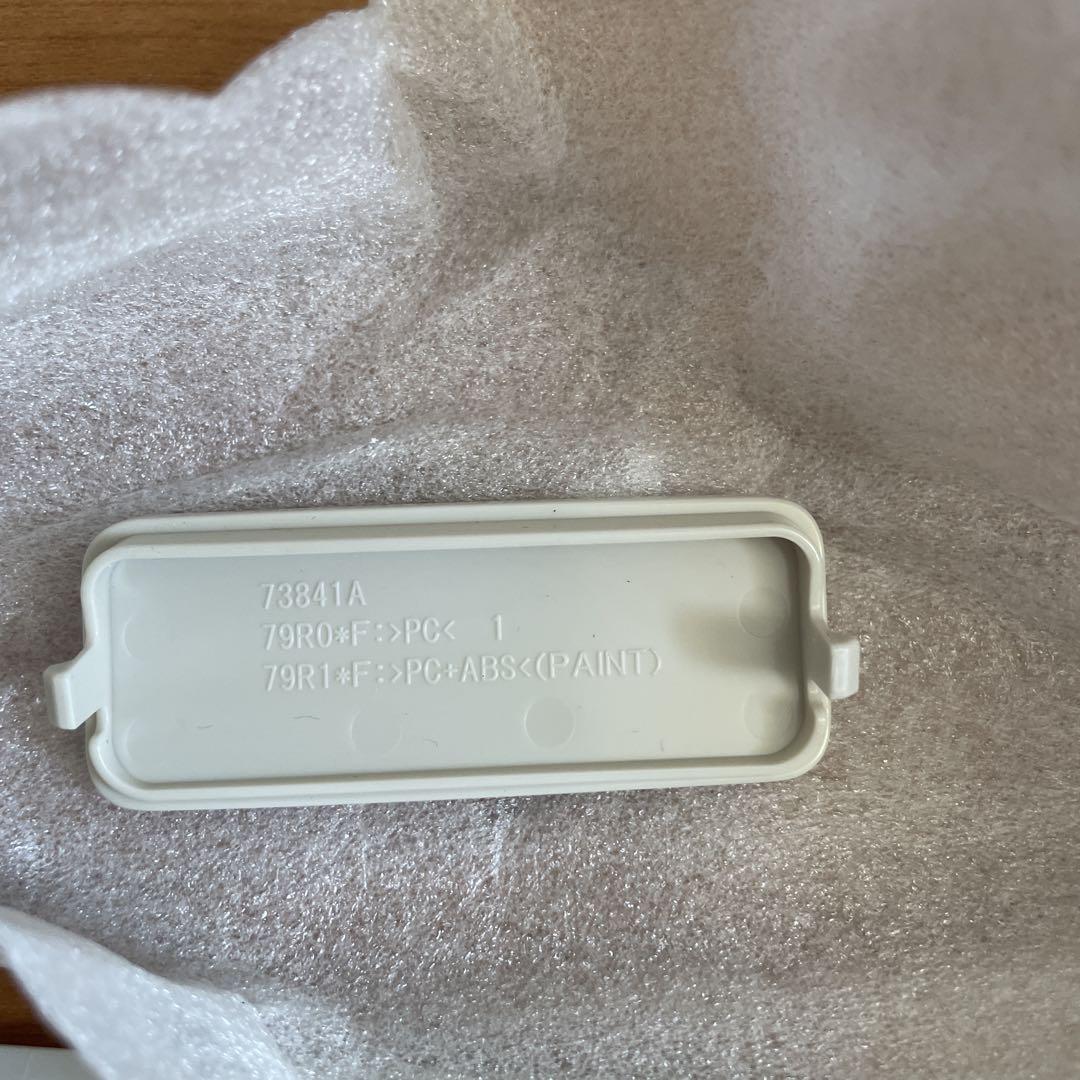 73841A
79R0*F:>PC< 1
79R1*F:>PC+ABS<(PAINT)